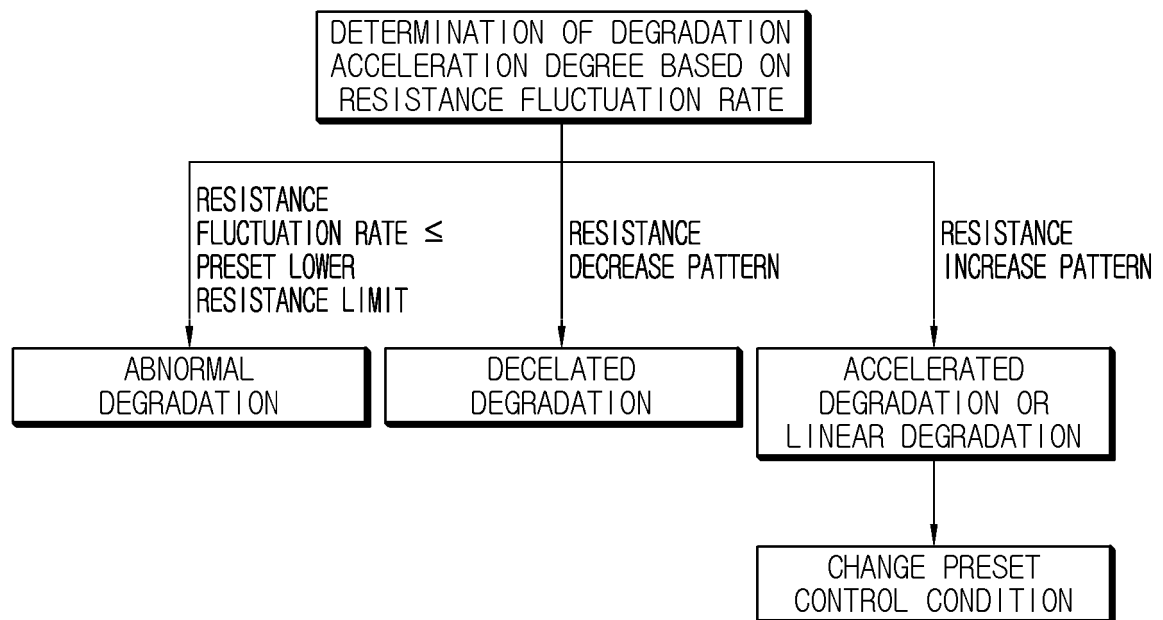 DETERMINATION OF DEGRADATION
ACCELERATION DEGREE BASED ON
RESISTANCE FLUCTUATION RATE
RESISTANCE
FLUCTUATION RATE ≤
PRESET LOWER
RESISTANCE LIMIT
RESISTANCE
DECREASE PATTERN
RESISTANCE
INCREASE PATTERN
ABNORMAL
DEGRADATION
DECELATED
DEGRADATION
ACCELERATED
DEGRADATION OR
LINEAR DEGRADATION
CHANGE PRESET
CONTROL CONDITION